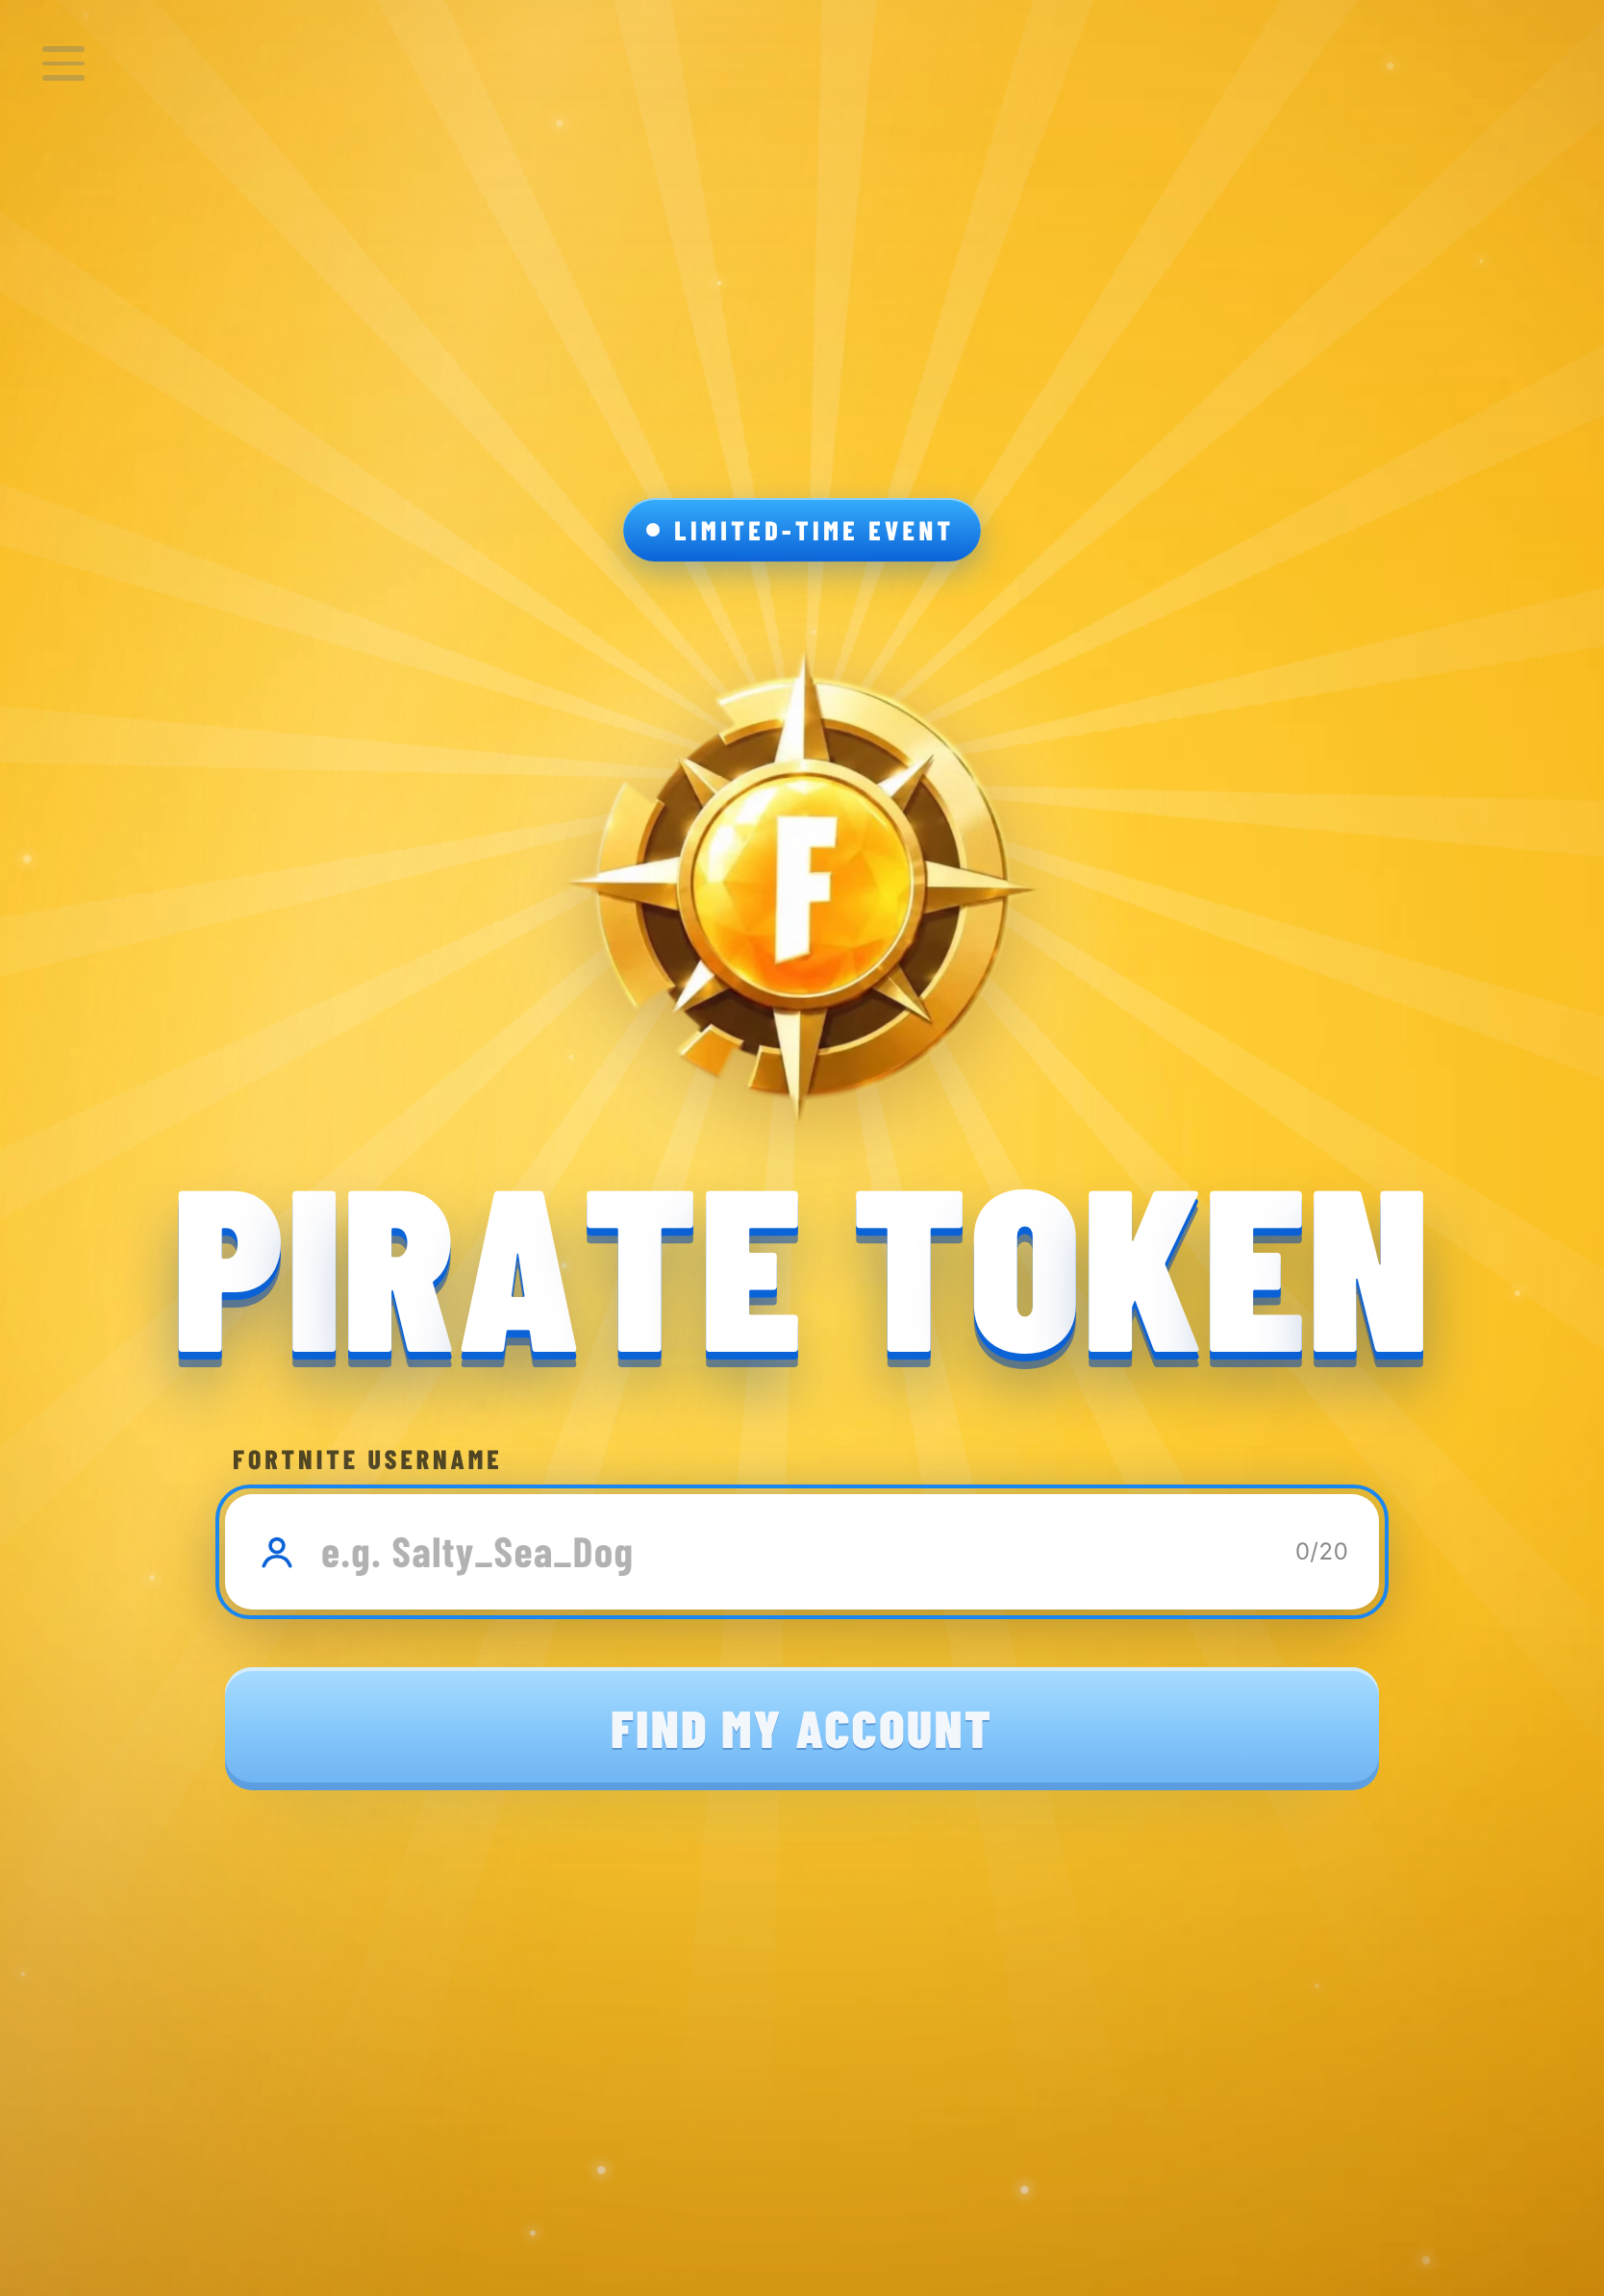 LIMITED-TIME EVENT
F
PIRATE TOKEN
FORTNITE USERNAME
e.g. Salty_Sea_Dog
0/20
FIND MY ACCOUNT